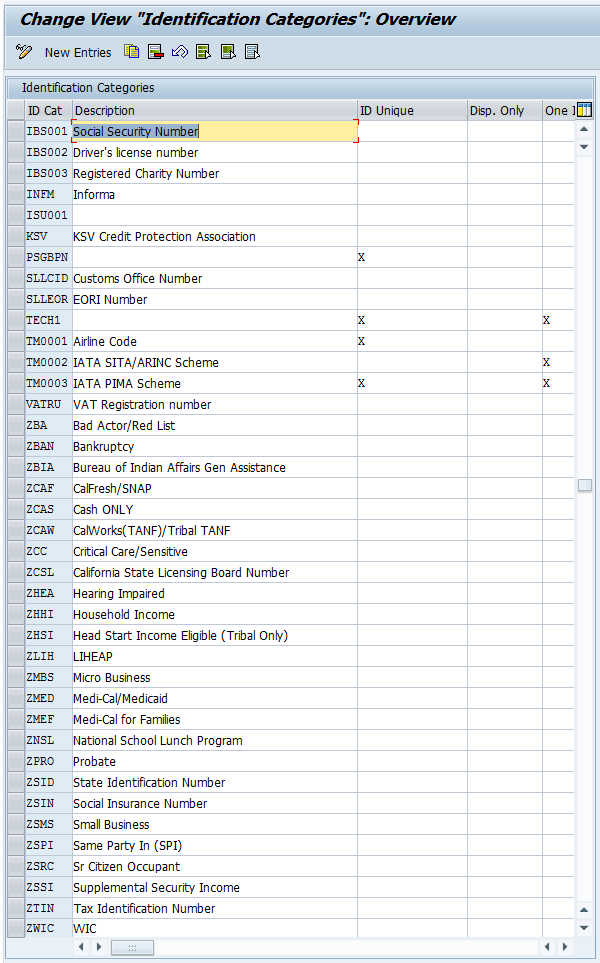 Change View "Identification Categories": Overview
New Entries
Identification Categories
ID Cat Description ID Unique Disp. Only One I
IBS001 Social Security Number
IBS002 Driver's license number
IBS003 Registered Charity Number
INFM Informa
ISU001
KSV KSV Credit Protection Association
PSGBPN X
SLLCID Customs Office Number
SLLEOR EORI Number
TECH1 X X
TM0001 Airline Code X
TM0002 IATA SITA/ARINC Scheme X
TM0003 IATA PIMA Scheme X X
VATRU VAT Registration number
ZBA Bad Actor/Red List
ZBAN Bankruptcy
ZBIA Bureau of Indian Affairs Gen Assistance
ZCAF CalFresh/SNAP
ZCAS Cash ONLY
ZCAW CalWorks(TANF)/Tribal TANF
ZCC Critical Care/Sensitive
ZCSL California State Licensing Board Number
ZHEA Hearing Impaired
ZHHI Household Income
ZHSI Head Start Income Eligible (Tribal Only)
ZLIH LIHEAP
ZMBS Micro Business
ZMED Medi-Cal/Medicaid
ZMEF Medi-Cal for Families
ZNSL National School Lunch Program
ZPRO Probate
ZSID State Identification Number
ZSIN Social Insurance Number
ZSMS Small Business
ZSPI Same Party In (SPI)
ZSRC Sr Citizen Occupant
ZSSI Supplemental Security Income
ZTIN Tax Identification Number
ZWIC WIC